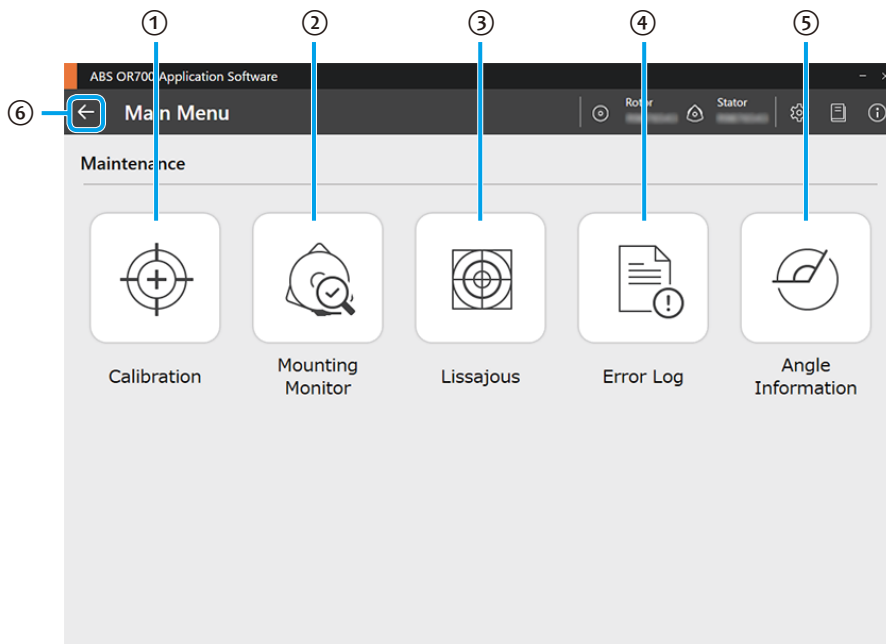 ① ② ③ ④ ⑤
ABS OR700 Application Software
⑥ Main Menu
Rotor Stator
Maintenance
Calibration
Mounting
Monitor
Lissajous
Error Log
Angle
Information